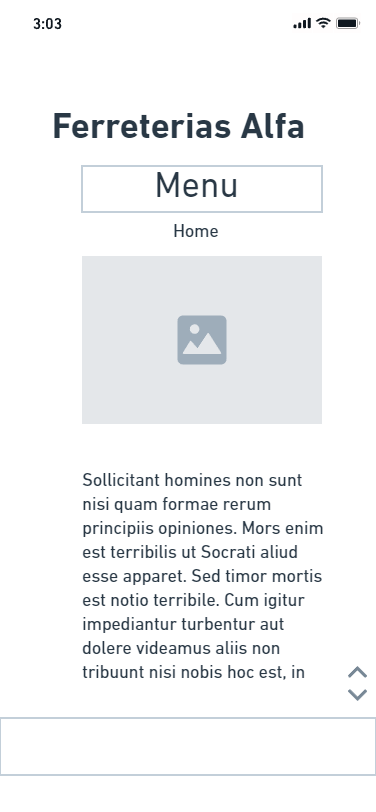 3:03
Ferreterias Alfa
Menu
Home
Sollicitant homines non sunt
nisi quam formae rerum
principiis opiniones. Mors enim
est terribilis ut Socrati aliud
esse apparet. Sed timor mortis
est notio terribile. Cum igitur
impediantur turbentur aut
dolere videamus aliis non
tribuunt nisi nobis hoc est, in